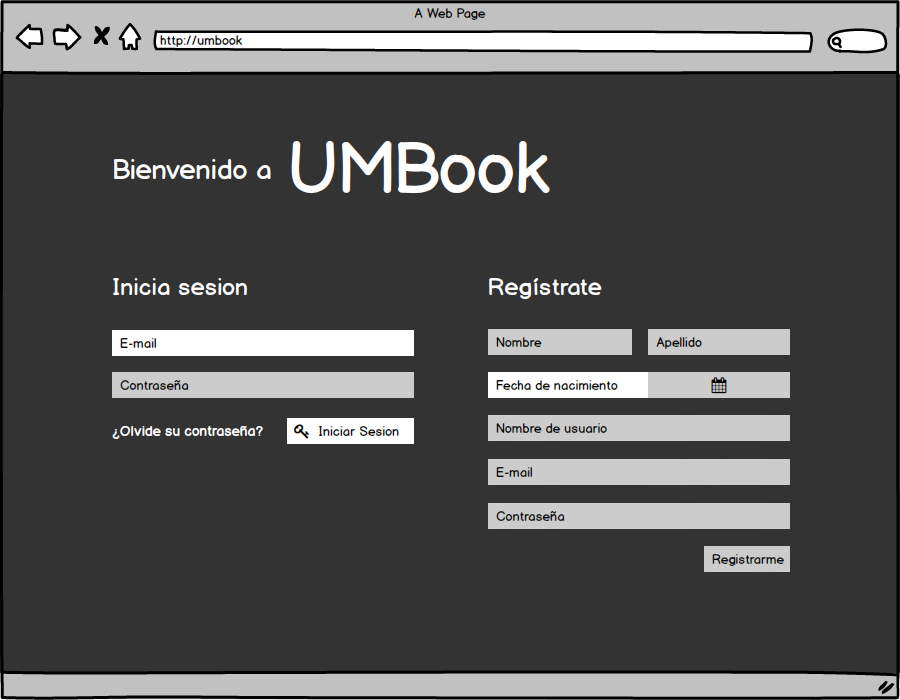 A Web Page
http://umbook
Bienvenido a UMBook
Inicia sesion
E-mail
Contraseña
¿Olvide su contraseña?
Iniciar Sesion
Regístrate
Nombre
Apellido
Fecha de nacimiento
Nombre de usuario
E-mail
Contraseña
Registrarme